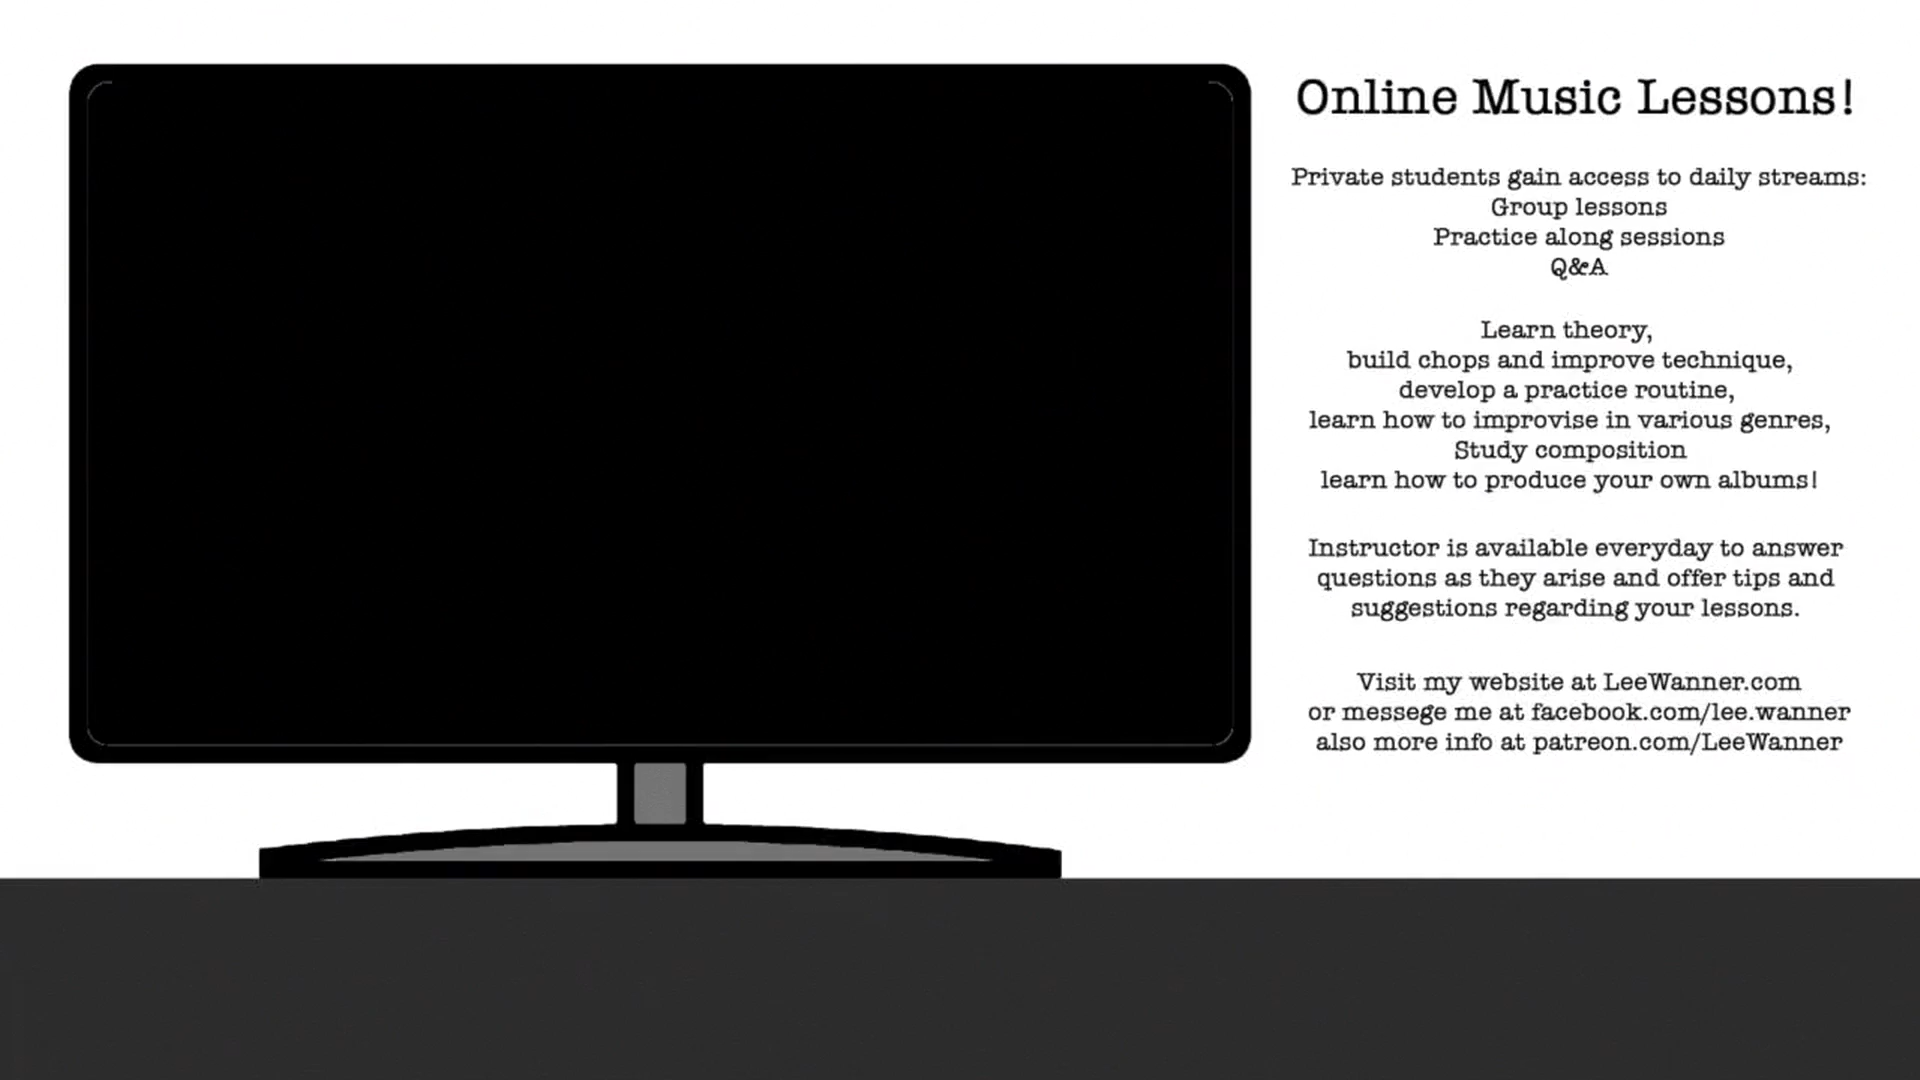 Online Music Lessons!
Private students gain access to daily streams:
Group lessons
Practice along sessions
Q&A
Learn theory,
build chops and improve technique,
develop a practice routine,
learn how to improvise in various genres,
Study composition
learn how to produce your own albums!
Instructor is available everyday to answer
questions as they arise and offer tips and
suggestions regarding your lessons.
Visit my website at LeeWanner.com
or messege me at facebook.com/lee.wanner
also more info at patreon.com/LeeWanner